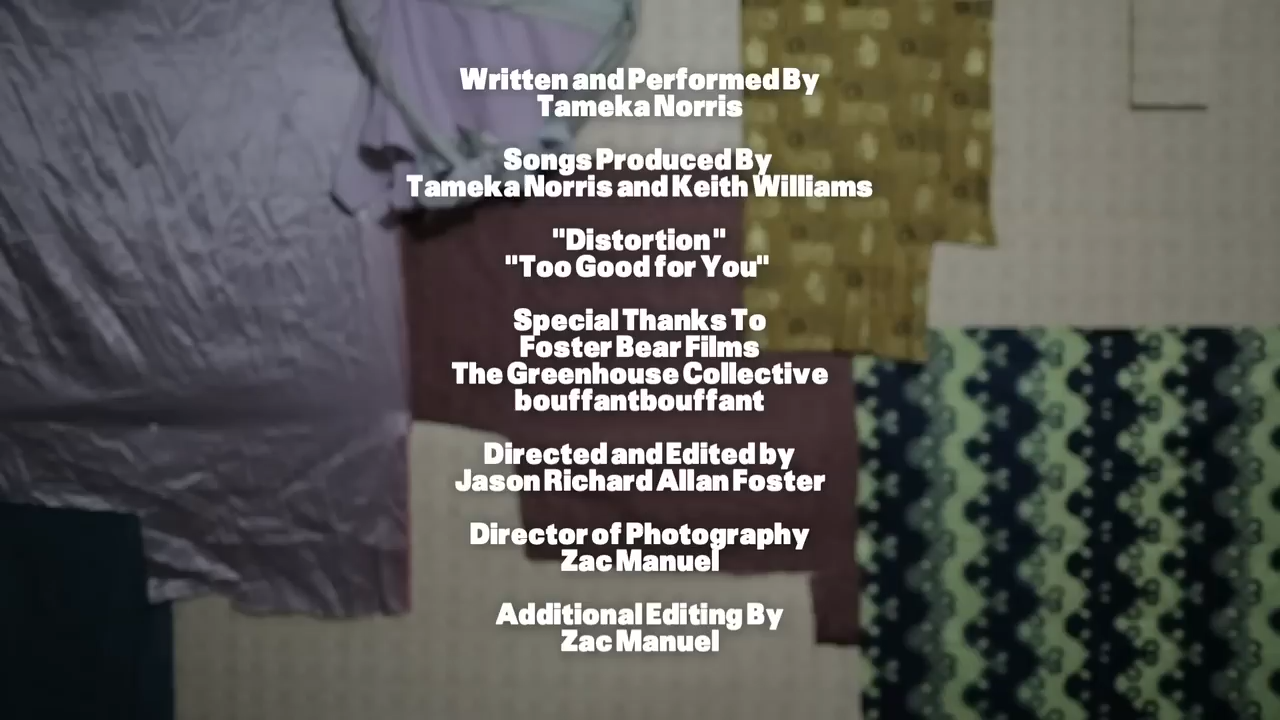 Written and Performed By
Tameka Norris
Songs Produced By
Tameka Norris and Keith Williams
"Distortion"
"Too Good for You"
Special Thanks To
Foster Bear Films
The Greenhouse Collective
bouffantbouffant
Directed and Edited by
Jason Richard Allan Foster
Director of Photography
Zac Manuel
Additional Editing By
Zac Manuel